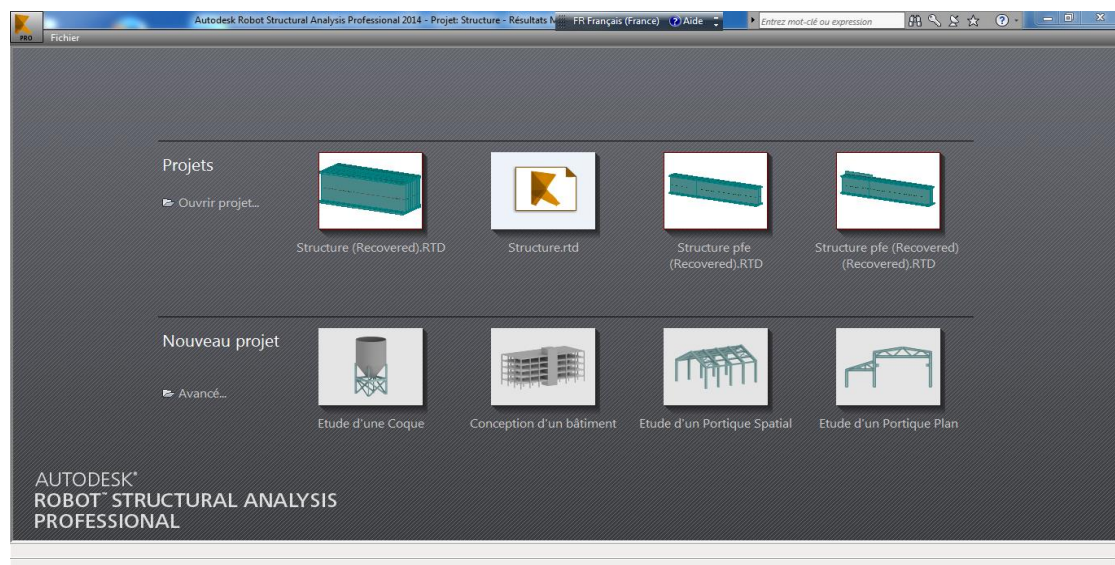 Autodesk Robot Structural Analysis Professional 2014 - Projet: Structure - Résultats
FR Français (France)
Aide
Entrez mot-clé ou expression
PRO
Fichier
Projets
Ouvrir projet...
Structure (Recovered).RTD
Structure.rtd
Structure pfe
(Recovered).RTD
Structure pfe (Recovered)
(Recovered).RTD
Nouveau projet
Avancé...
Etude d'une Coque
Conception d'un bâtiment
Etude d'un Portique Spatial
Etude d'un Portique Plan
AUTODESK®
ROBOT™ STRUCTURAL ANALYSIS
PROFESSIONAL